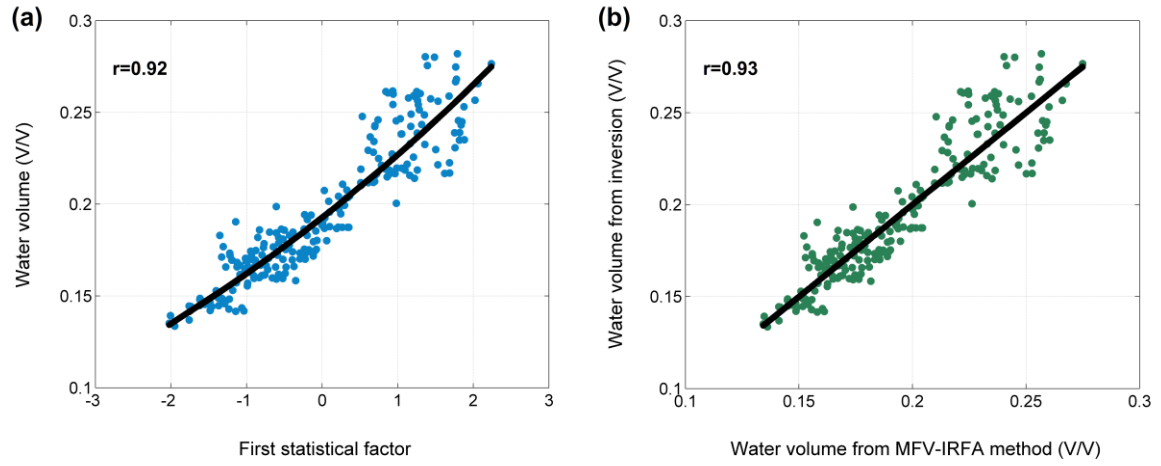 (a)
r=0.92
Water volume (V/V)
0.3
0.25
0.2
0.15
0.1
-3
-2
-1
0
1
2
3
First statistical factor
(b)
r=0.93
Water volume from inversion (V/V)
0.3
0.25
0.2
0.15
0.1
0.1
0.15
0.2
0.25
0.3
Water volume from MFV-IRFA method (V/V)